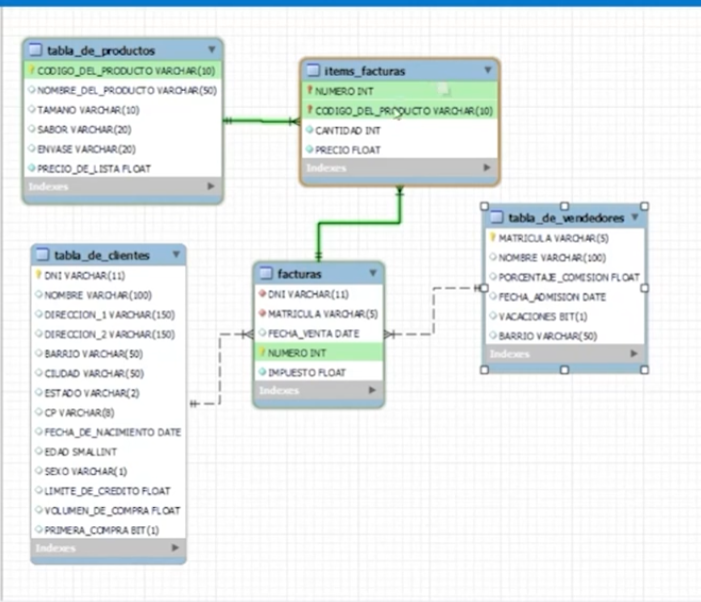 tabla_de_productos
CODIGO_DEL_PRODUCTO VARCHAR(10)
NOMBRE_DEL_PRODUCTO VARCHAR(50)
TAMANO VARCHAR(10)
SABOR VARCHAR(20)
ENVASE VARCHAR(20)
PRECIO_DE_LISTA FLOAT
Indexes
items_facturas
NUMERO INT
CODIGO_DEL_PRODUCTO VARCHAR(10)
CANTIDAD INT
PRECIO FLOAT
Indexes
tabla_de_clientes
DNI VARCHAR(11)
NOMBRE VARCHAR(100)
DIRECCION_1 VARCHAR(150)
DIRECCION_2 VARCHAR(150)
BARRIO VARCHAR(50)
CIUDAD VARCHAR(50)
ESTADO VARCHAR(2)
CP VARCHAR(8)
FECHA_DE_NACIMIENTO DATE
EDAD SMALLINT
SEXO VARCHAR(1)
LIMITE_DE_CREDITO FLOAT
VOLUMEN_DE_COMPRA FLOAT
PRIMERA_COMPRA BIT(1)
Indexes
facturas
DNI VARCHAR(11)
MATRICULA VARCHAR(5)
FECHA_VENTA DATE
NUMERO INT
IMPUESTO FLOAT
Indexes
tabla_de_vendedores
MATRICULA VARCHAR(5)
NOMBRE VARCHAR(100)
PORCENTAJE_COMISION FLOAT
FECHA_ADMISION DATE
VACACIONES BIT(1)
BARRIO VARCHAR(50)
Indexes